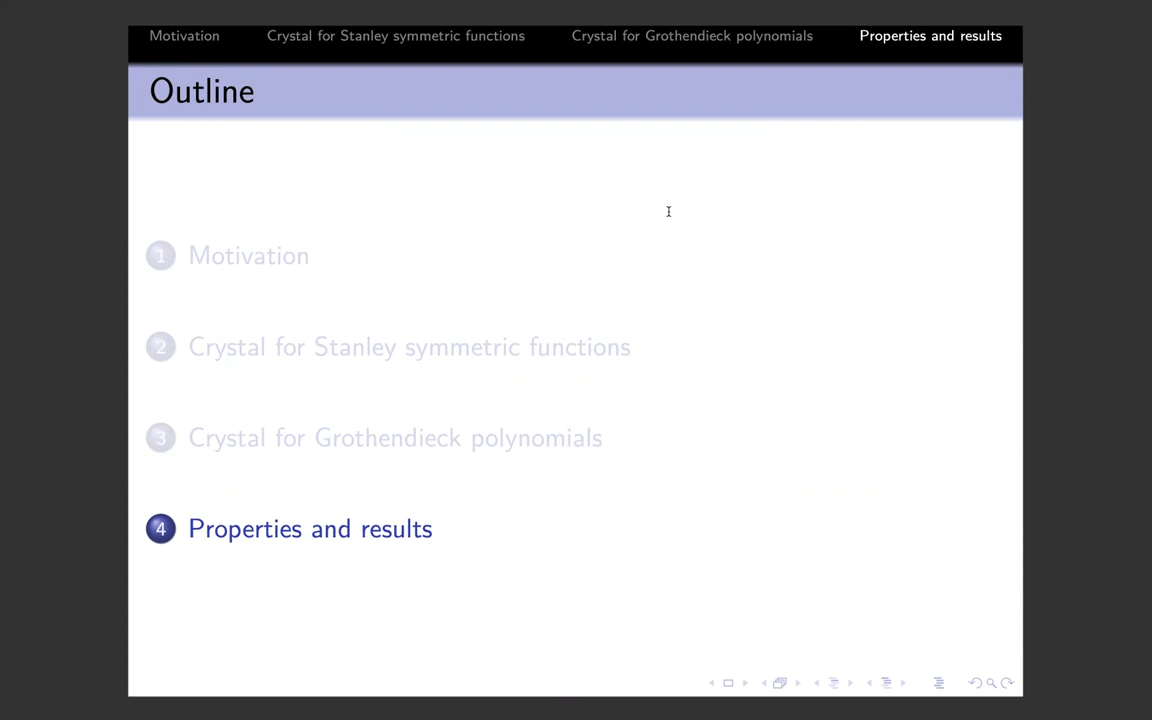 Motivation Crystal for Stanley symmetric functions Crystal for Grothendieck polynomials Properties and results
Outline
1 Motivation
2 Crystal for Stanley symmetric functions
3 Crystal for Grothendieck polynomials
4 Properties and results